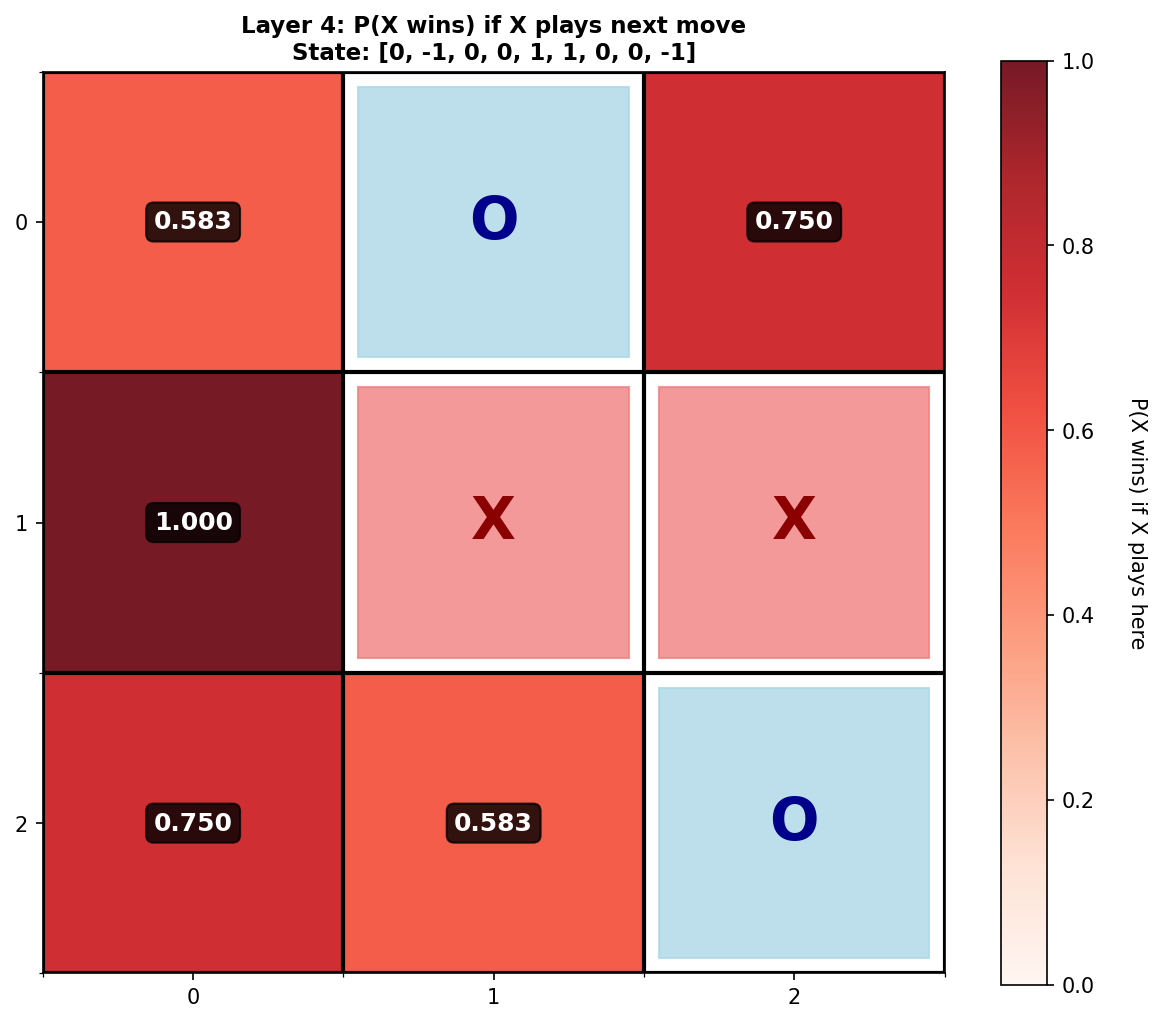 Layer 4: P(X wins) if X plays next move
State: [0, -1, 0, 0, 1, 1, 0, 0, -1]
0
0.583
O
0.750
1
1.000
X
X
2
0.750
0.583
O
0
1
2
1.0
0.8
0.6
0.4
0.2
0.0
P(X wins) if X plays here